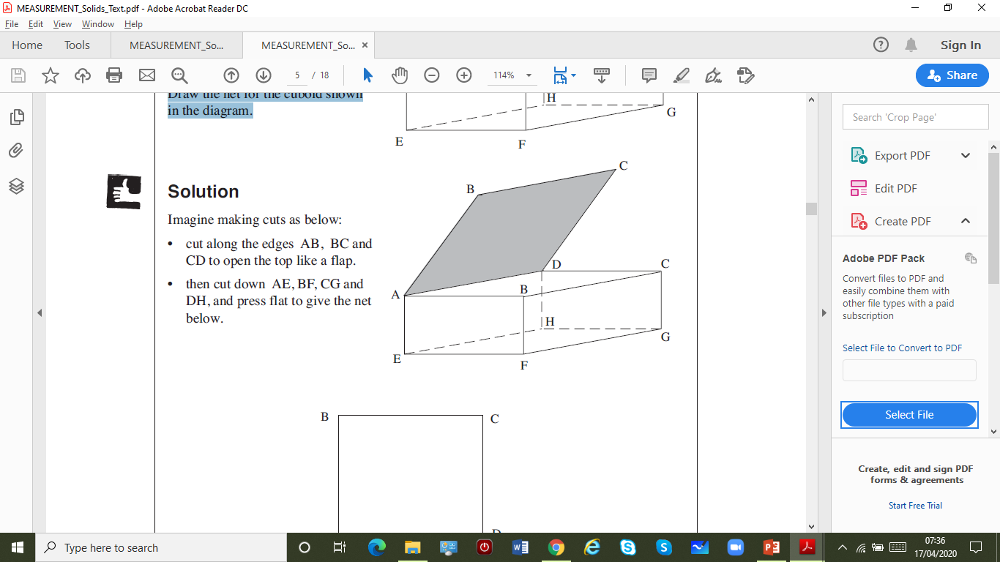 MEASUREMENT_Solids_Text.pdf - Adobe Acrobat Reader DC
File Edit View Window Help
Home Tools MEASUREMENT_So... MEASUREMENT_So... ×
Sign In
5 / 18 114%
Share
Draw the net for the cuboid shown
in the diagram.
H
G
E
F
Solution
Imagine making cuts as below:
• cut along the edges AB, BC and
CD to open the top like a flap.
• then cut down AE, BF, CG and
DH, and press flat to give the net
below.
C
B
D
C
A
B
H
G
E
F
B
C
D
Search 'Crop Page'
Export PDF
Edit PDF
Create PDF
Adobe PDF Pack
Convert files to PDF and
easily combine them with
other file types with a paid
subscription
Select File to Convert to PDF
Select File
Create, edit and sign PDF
forms & agreements
Start Free Trial
Type here to search
07:36
17/04/2020